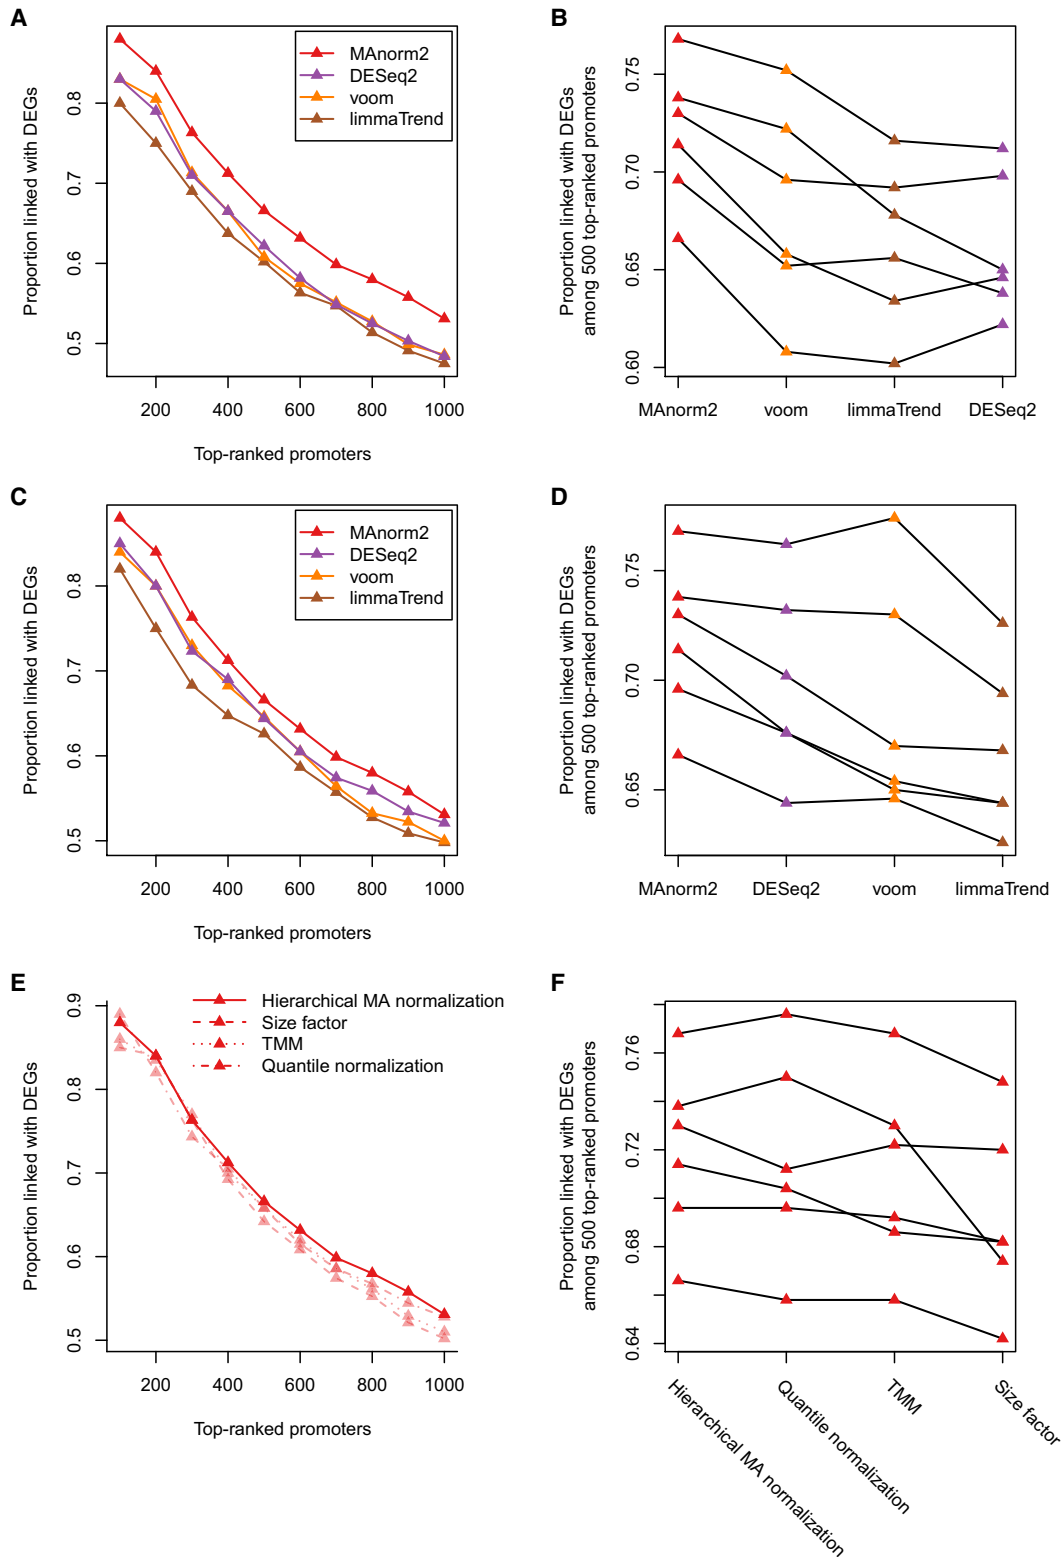 A
Proportion linked with DEGs
0.8
0.7
0.6
0.5
MAnorm2
DESeq2
voom
limmaTrend
200 400 600 800 1000
Top-ranked promoters
B
Proportion linked with DEGs
among 500 top-ranked promoters
0.75
0.70
0.65
0.60
MAnorm2 voom limmaTrend DESeq2
C
Proportion linked with DEGs
0.8
0.7
0.6
0.5
MAnorm2
DESeq2
voom
limmaTrend
200 400 600 800 1000
Top-ranked promoters
D
Proportion linked with DEGs
among 500 top-ranked promoters
0.75
0.70
0.65
MAnorm2 DESeq2 voom limmaTrend
E
Proportion linked with DEGs
0.9
0.8
0.7
0.6
0.5
Hierarchical MA normalization
Size factor
TMM
Quantile normalization
200 400 600 800 1000
Top-ranked promoters
F
Proportion linked with DEGs
among 500 top-ranked promoters
0.76
0.72
0.68
0.64
Hierarchical MA normalization
Quantile normalization
TMM
Size factor